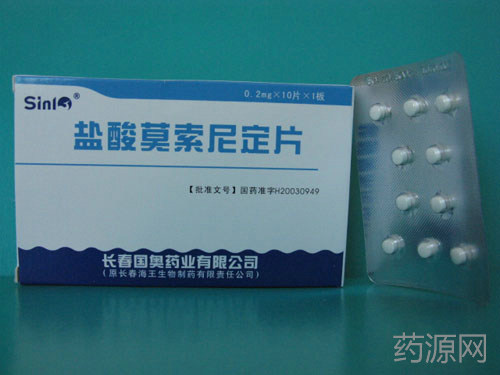 Sinl®
0.2mg×10片×1板
盐酸莫索尼定片
【批准文号】国药准字H20030949
长春国奥药业有限公司
(原长春海王生物制药有限责任公司)
药源网